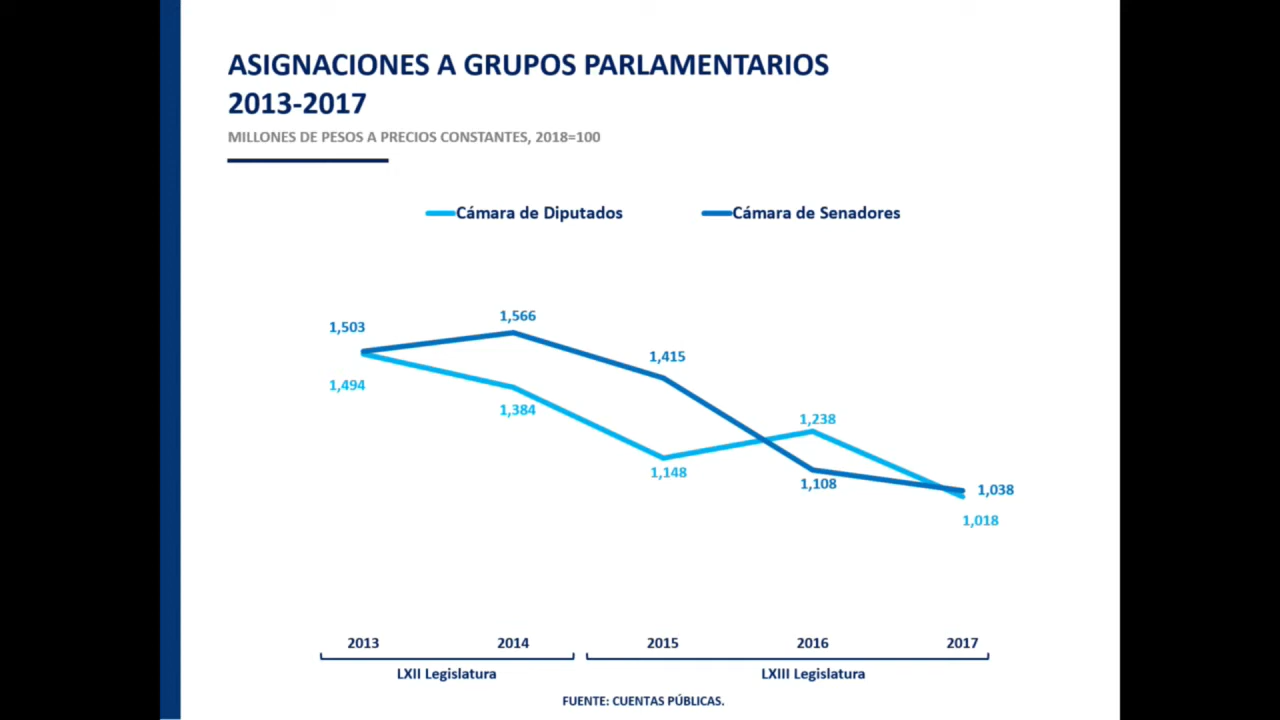 ASIGNACIONES A GRUPOS PARLAMENTARIOS
2013-2017
MILLONES DE PESOS A PRECIOS CONSTANTES, 2018=100
Cámara de Diputados
Cámara de Senadores
1,503
1,566
1,415
1,494
1,384
1,148
1,238
1,108
1,038
1,018
2013
2014
2015
2016
2017
LXII Legislatura
LXIII Legislatura
FUENTE: CUENTAS PÚBLICAS.